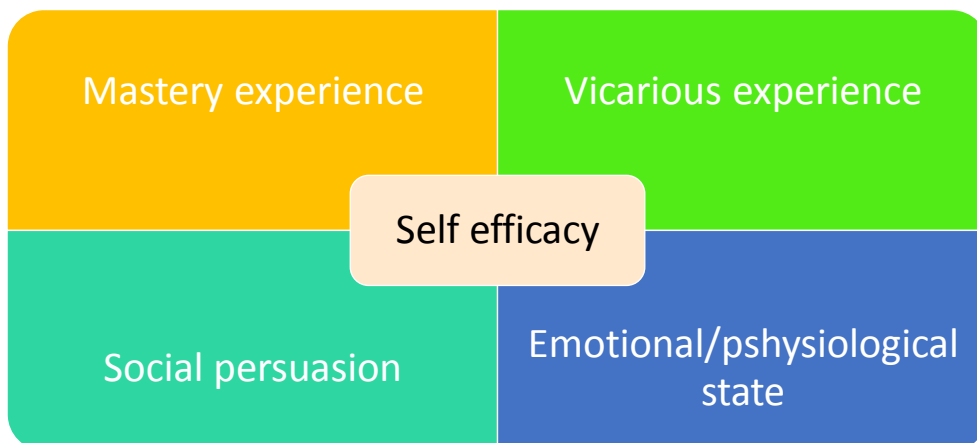 Mastery experience
Vicarious experience
Self efficacy
Social persuasion
Emotional/pshysiological
state